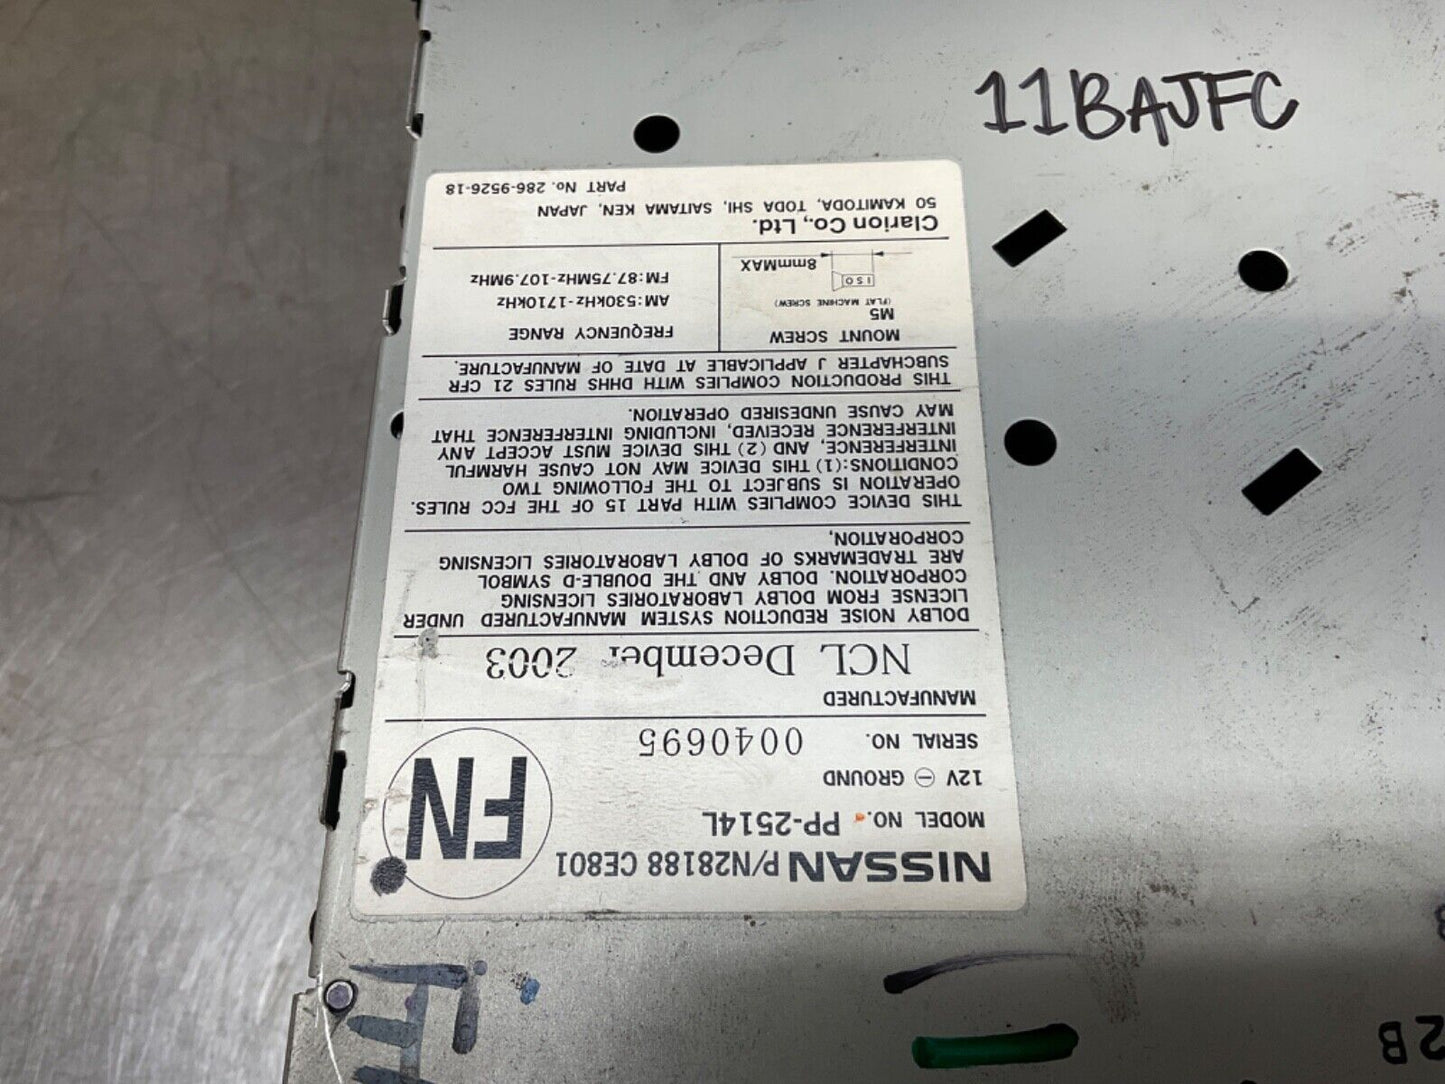 11BAJFC
NISSAN P/N28188 CE801
MODEL NO. PP-2514L
12V ⊖ GROUND
SERIAL NO. 0040695
FN
MANUFACTURED
NCL December 2003
DOLBY NOISE REDUCTION SYSTEM MANUFACTURED UNDER
LICENSE FROM DOLBY LABORATORIES LICENSING
CORPORATION. DOLBY AND THE DOUBLE-D SYMBOL
ARE TRADEMARKS OF DOLBY LABORATORIES LICENSING
CORPORATION,
THIS DEVICE COMPLIES WITH PART 15 OF THE FCC RULES.
OPERATION IS SUBJECT TO THE FOLLOWING TWO
CONDITIONS:(1) THIS DEVICE MAY NOT CAUSE HARMFUL
INTERFERENCE, AND (2) THIS DEVICE MUST ACCEPT ANY
INTERFERENCE RECEIVED, INCLUDING INTERFERENCE THAT
MAY CAUSE UNDESIRED OPERATION.
THIS PRODUCTION COMPLIES WITH DHHS RULES 21 CFR
SUBCHAPTER J APPLICABLE AT DATE OF MANUFACTURE.
MOUNT SCREW
M5
(FLAT MACHINE SCREW)
ISO
8mmMAX
FREQUENCY RANGE
AM:530kHz-1710kHz
FM:87.75MHz-107.9MHz
Clarion Co., Ltd.
50 KAMITODA, TODA SHI, SAITAMA KEN, JAPAN
PART No. 286-9526-18
2B